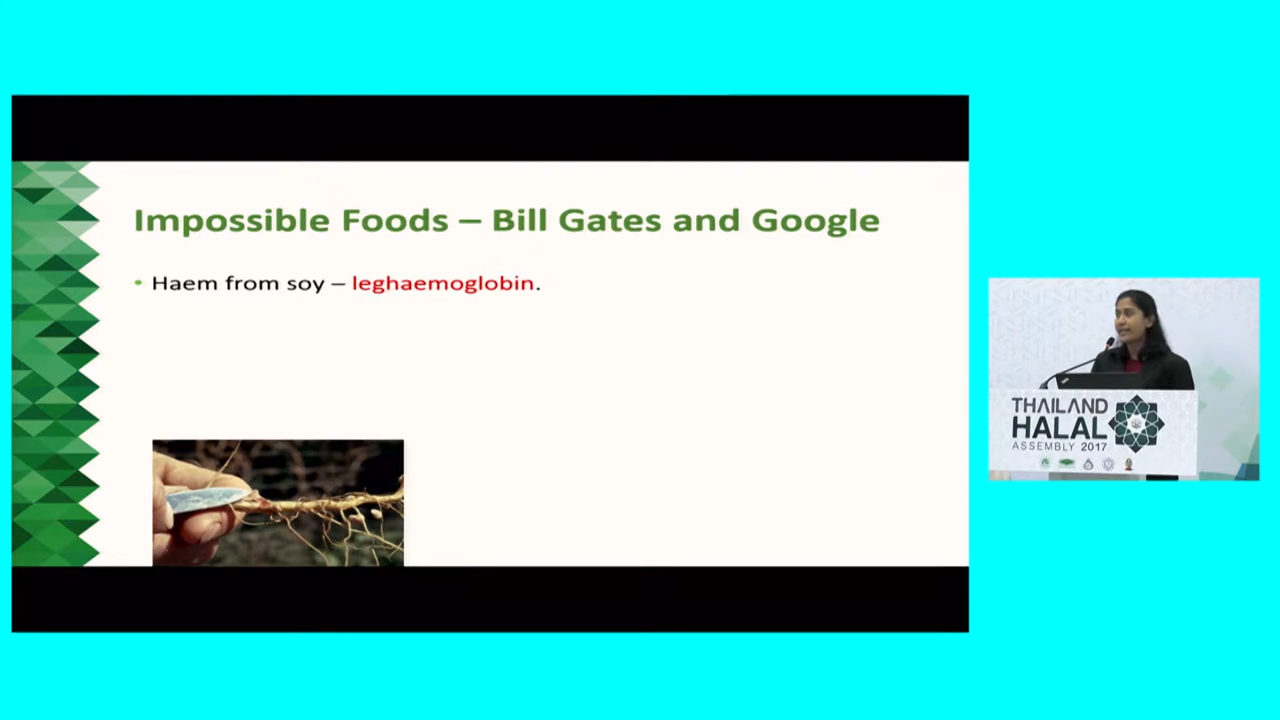 Impossible Foods – Bill Gates and Google
• Haem from soy – leghaemoglobin.
THAILAND
HALAL
ASSEMBLY 2017